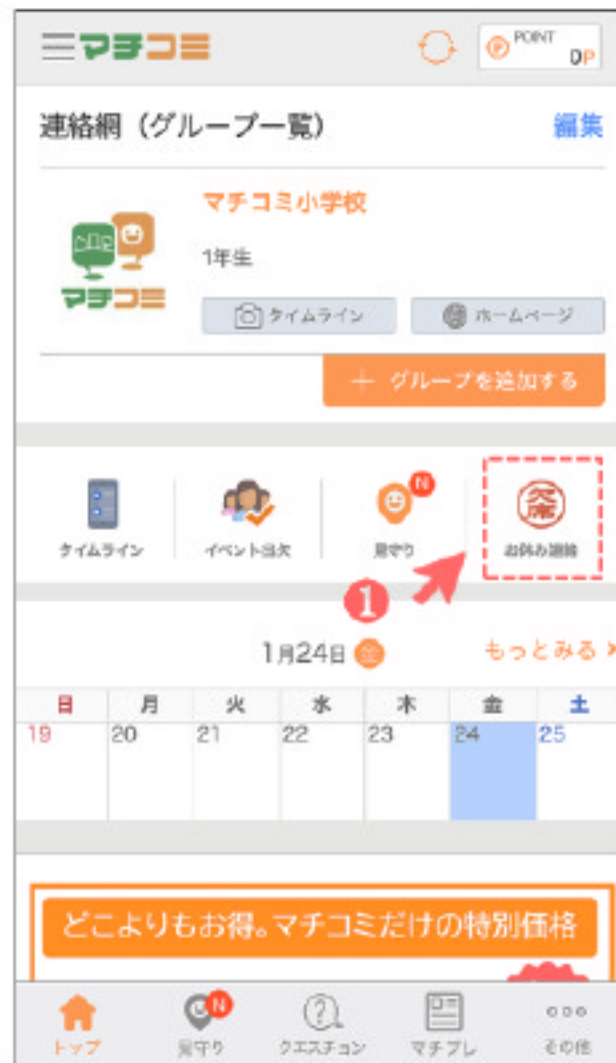 マチコミ
POINT
0P
連絡網（グループ一覧）
編集
マチコミ小学校
1年生
マチコミ
タイムライン
ホームページ
＋ グループを追加する
N
欠席
タイムライン
イベント出欠
見守り
お休み連絡
1
1月24日 金
もっとみる >
日 月 火 水 木 金 土
19 20 21 22 23 24 25
どこよりもお得。マチコミだけの特別価格
N
トップ
見守り
クエスチョン
マチプレ
その他